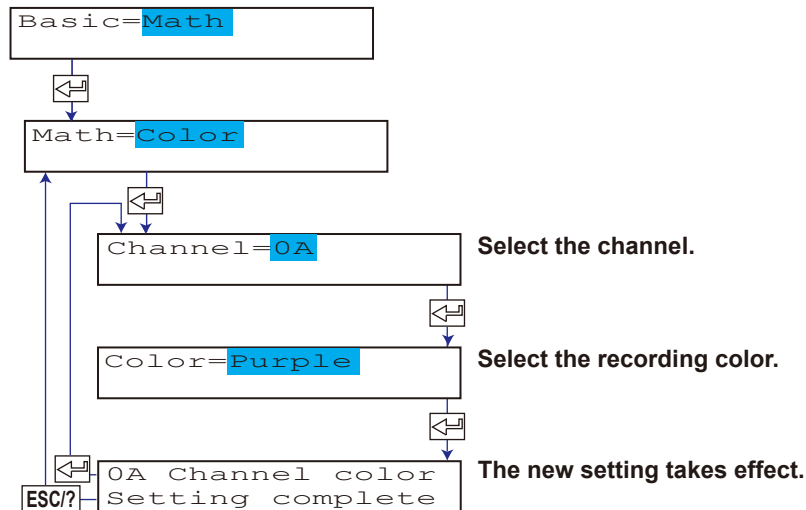 Basic=Math
Math=Color
Channel=0A
Select the channel.
Color=Purple
Select the recording color.
0A Channel color
Setting complete
The new setting takes effect.
ESC/?